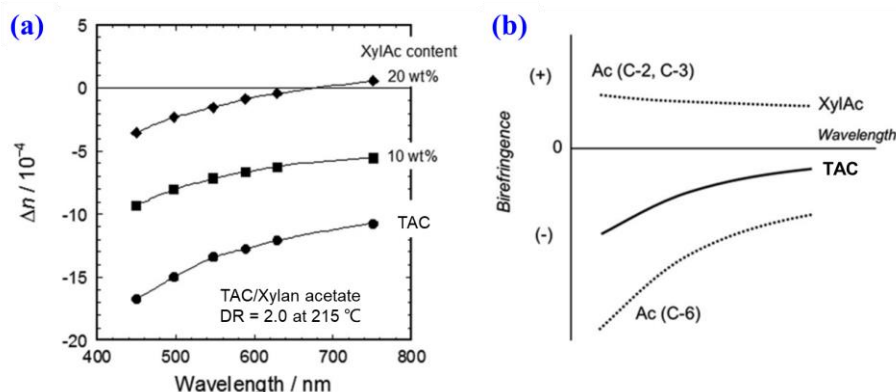 (a)
5
0
-5
-10
-15
-20
Δn / 10⁻⁴
XylAc content
20 wt%
10 wt%
TAC
TAC/Xylan acetate
DR = 2.0 at 215 ℃
400 500 600 700 800
Wavelength / nm
(b)
(+)
0
(-)
Birefringence
Ac (C-2, C-3)
XylAc
Wavelength
TAC
Ac (C-6)